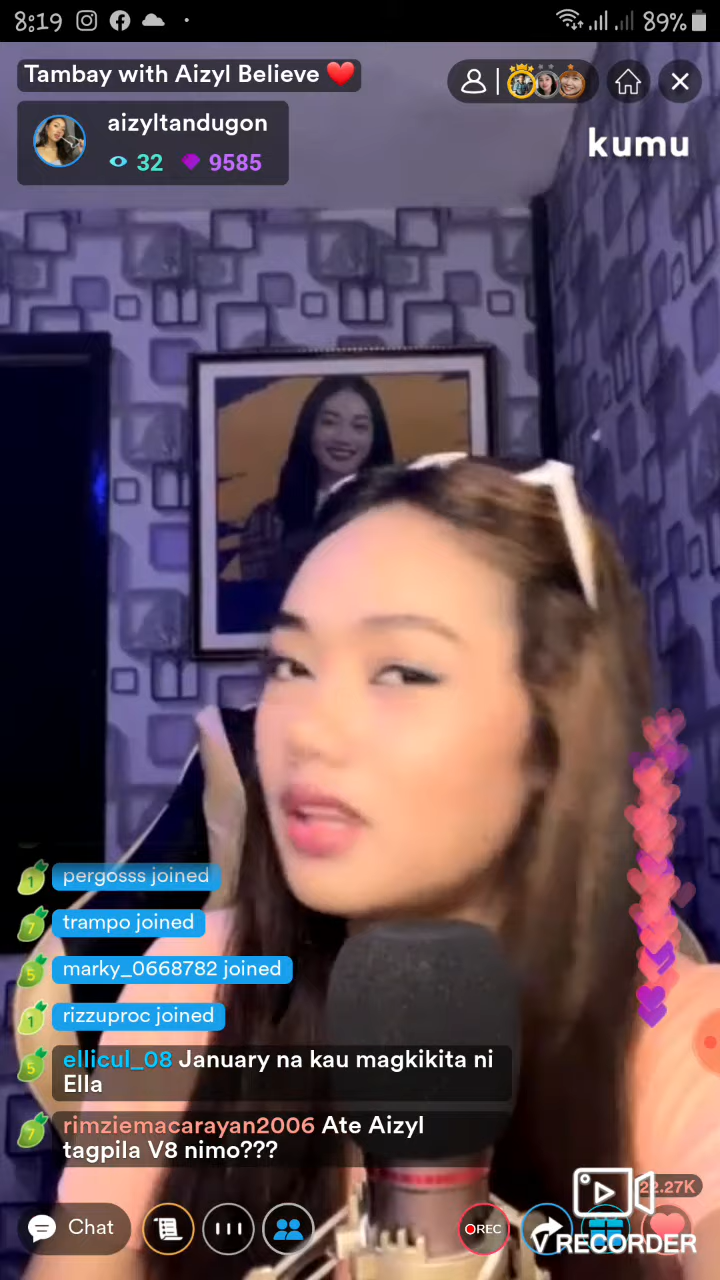 8:19
89%
Tambay with Aizyl Believe ❤️
aizyltandugon
32 9585
kumu
1 pergosss joined
7 trampo joined
5 marky_0668782 joined
1 rizzuproc joined
5 ellicul_08 January na kau magkikita ni
Ella
7 rimziemacarayan2006 Ate Aizyl
tagpila V8 nimo???
22.27K
Chat
REC
V RECORDER